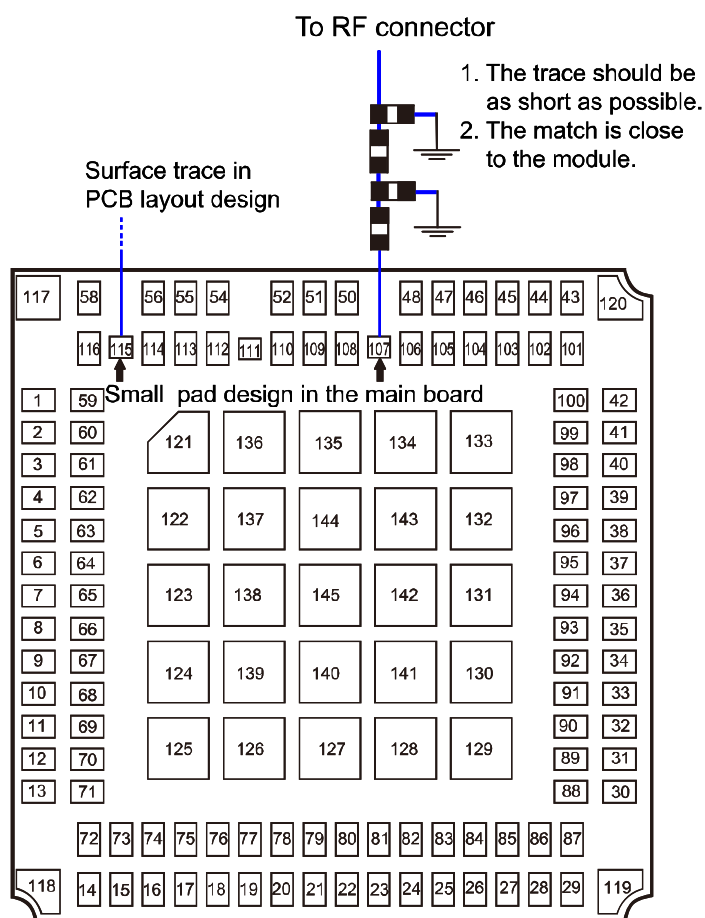 To RF connector
1. The trace should be
as short as possible.
2. The match is close
to the module.
Surface trace in
PCB layout design
117 58 56 55 54 52 51 50 48 47 46 45 44 43 120
116 115 114 113 112 111 110 109 108 107 106 105 104 103 102 101
Small pad design in the main board
1 59 100 42
2 60 121 136 135 134 133 99 41
3 61 98 40
4 62 97 39
5 63 122 137 144 143 132 96 38
6 64 95 37
7 65 123 138 145 142 131 94 36
8 66 93 35
9 67 124 139 140 141 130 92 34
10 68 91 33
11 69 90 32
12 70 125 126 127 128 129 89 31
13 71 88 30
72 73 74 75 76 77 78 79 80 81 82 83 84 85 86 87
118 14 15 16 17 18 19 20 21 22 23 24 25 26 27 28 29 119